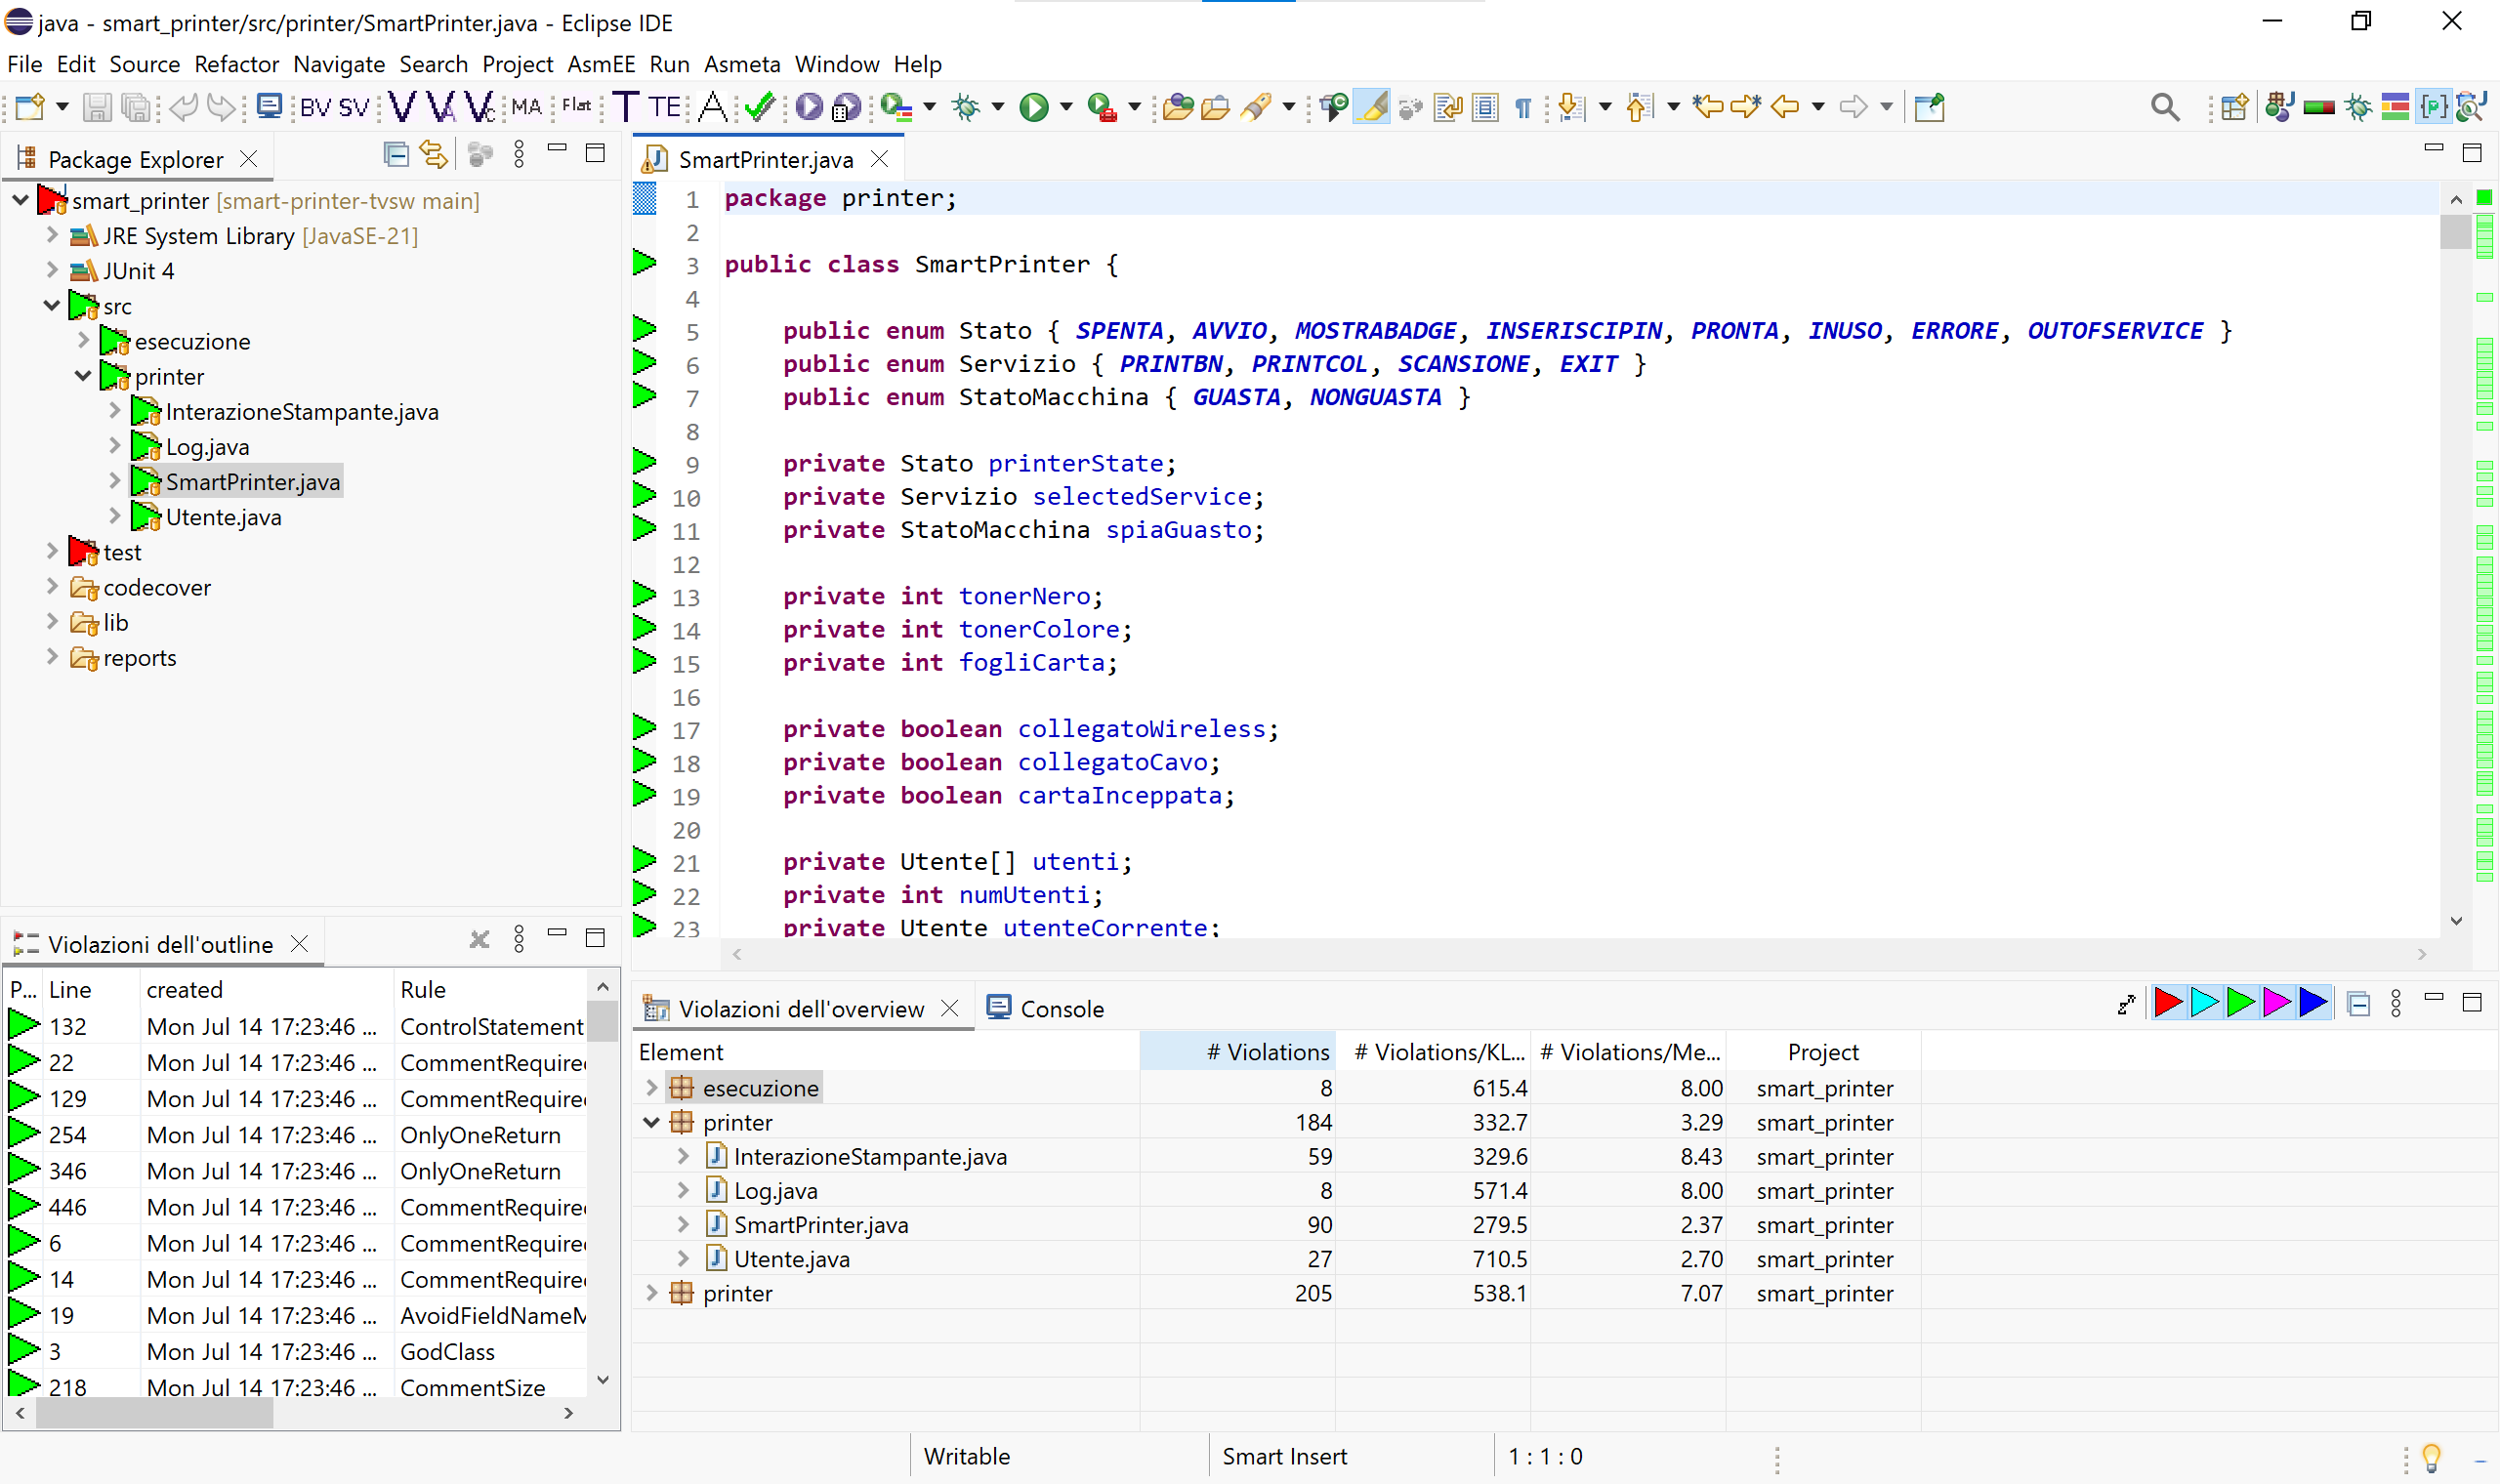 java - smart_printer/src/printer/SmartPrinter.java - Eclipse IDE
File Edit Source Refactor Navigate Search Project AsmEE Run Asmeta Window Help
BV SV V VA Vc MA Flat T TE A
Package Explorer
smart_printer [smart-printer-tvsw main]
JRE System Library [JavaSE-21]
JUnit 4
src
esecuzione
printer
InterazioneStampante.java
Log.java
SmartPrinter.java
Utente.java
test
codecover
lib
reports
SmartPrinter.java
1 package printer;
2
3 public class SmartPrinter {
4
5 public enum Stato { SPENTA, AVVIO, MOSTRABADGE, INSERISCIPIN, PRONTA, INUSO, ERRORE, OUTOFSERVICE }
6 public enum Servizio { PRINTBN, PRINTCOL, SCANSIONE, EXIT }
7 public enum StatoMacchina { GUASTA, NONGUASTA }
8
9 private Stato printerState;
10 private Servizio selectedService;
11 private StatoMacchina spiaGuasto;
12
13 private int tonerNero;
14 private int tonerColore;
15 private int fogliCarta;
16
17 private boolean collegatoWireless;
18 private boolean collegatoCavo;
19 private boolean cartaInceppata;
20
21 private Utente[] utenti;
22 private int numUtenti;
23 private Utente utenteCorrente;
Violazioni dell'outline
P... Line created Rule
132 Mon Jul 14 17:23:46 ... ControlStatement
22 Mon Jul 14 17:23:46 ... CommentRequire
129 Mon Jul 14 17:23:46 ... CommentRequire
254 Mon Jul 14 17:23:46 ... OnlyOneReturn
346 Mon Jul 14 17:23:46 ... OnlyOneReturn
446 Mon Jul 14 17:23:46 ... CommentRequire
6 Mon Jul 14 17:23:46 ... CommentRequire
14 Mon Jul 14 17:23:46 ... CommentRequire
19 Mon Jul 14 17:23:46 ... AvoidFieldNameM
3 Mon Jul 14 17:23:46 ... GodClass
218 Mon Jul 14 17:23:46 ... CommentSize
Violazioni dell'overview Console
Element # Violations # Violations/KL... # Violations/Me... Project
esecuzione 8 615.4 8.00 smart_printer
printer 184 332.7 3.29 smart_printer
InterazioneStampante.java 59 329.6 8.43 smart_printer
Log.java 8 571.4 8.00 smart_printer
SmartPrinter.java 90 279.5 2.37 smart_printer
Utente.java 27 710.5 2.70 smart_printer
printer 205 538.1 7.07 smart_printer
Writable Smart Insert 1 : 1 : 0